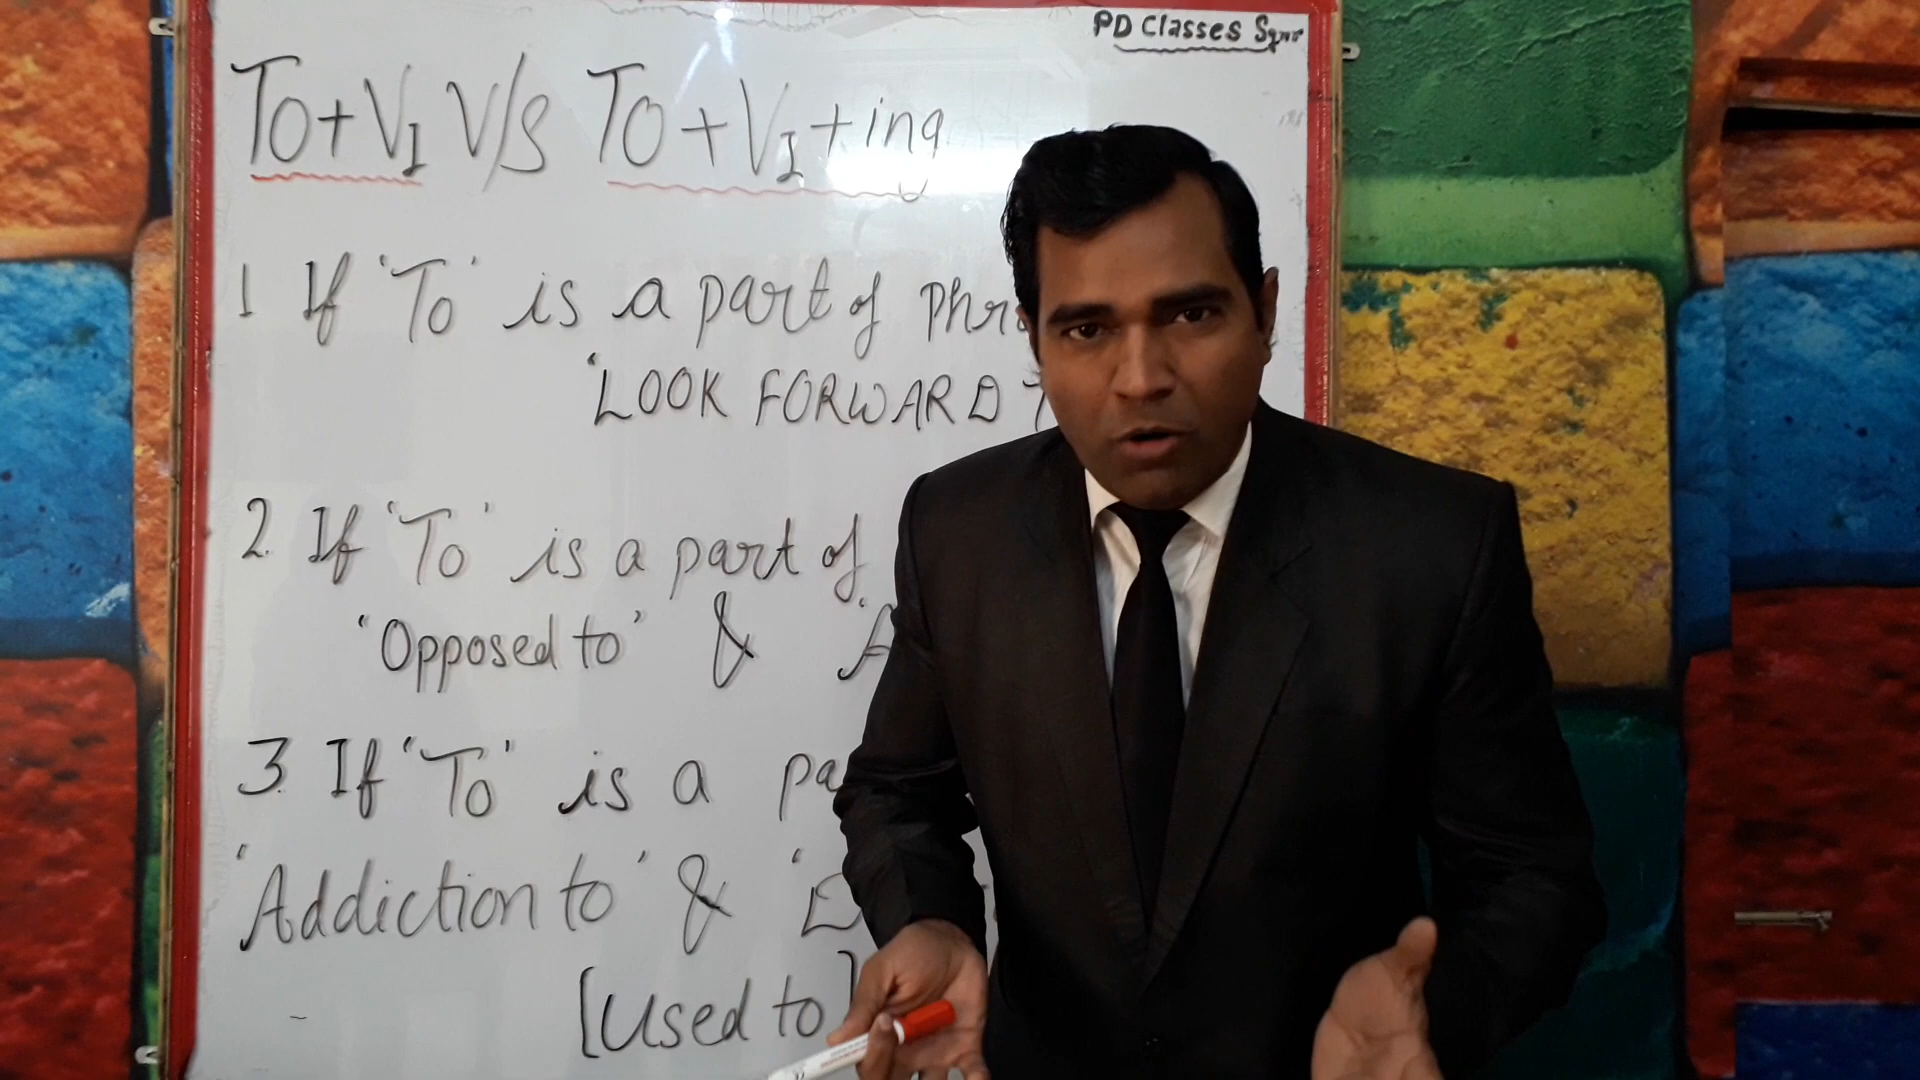 PD Classes
To + V1 V/S To + V1 + ing
1 If 'To' is a part of
'LOOK FORWARD
2. If 'To' is a part of
'Opposed to' &
3. If 'To' is a
'Addiction to' &
[Used to]